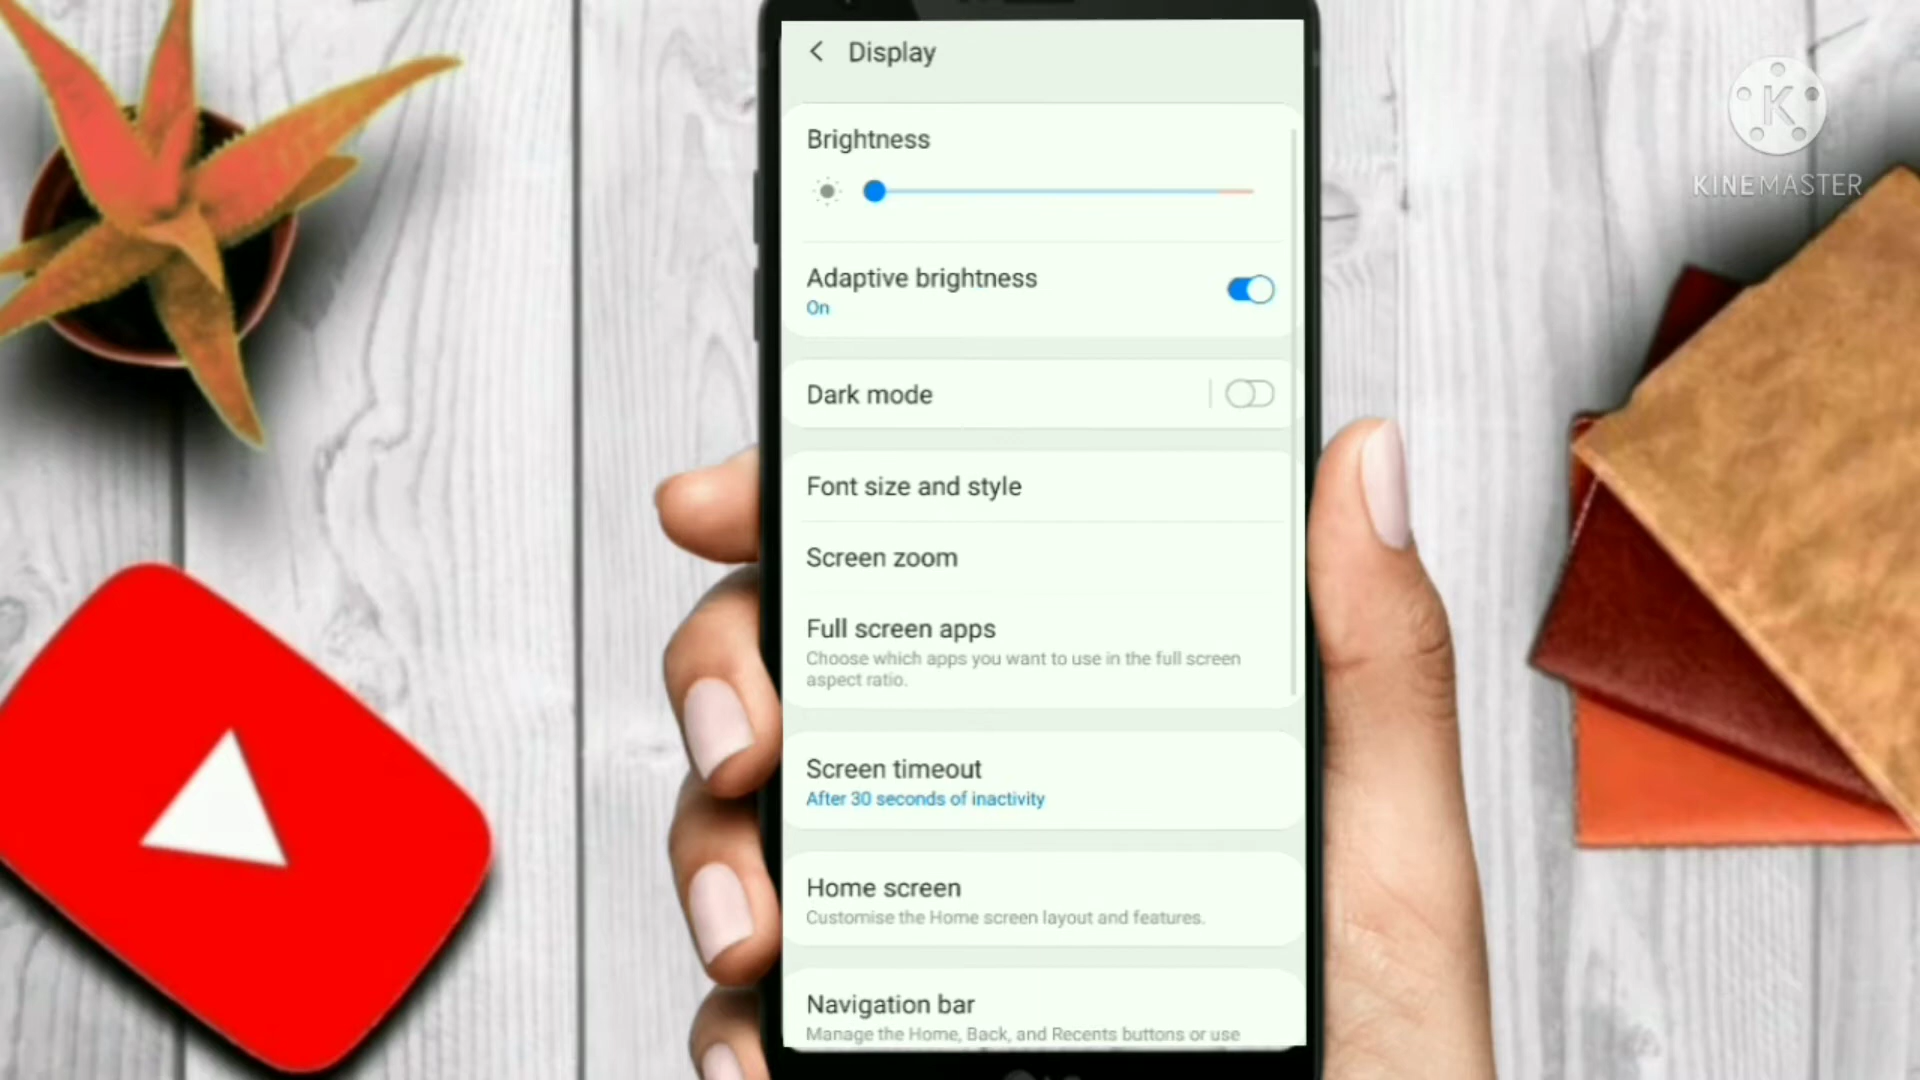 Display
KINEMASTER
Brightness
Adaptive brightness
On
Dark mode
Font size and style
Screen zoom
Full screen apps
Choose which apps you want to use in the full screen
aspect ratio.
Screen timeout
After 30 seconds of inactivity
Home screen
Customise the Home screen layout and features.
Navigation bar
Manage the Home, Back, and Recents buttons or use